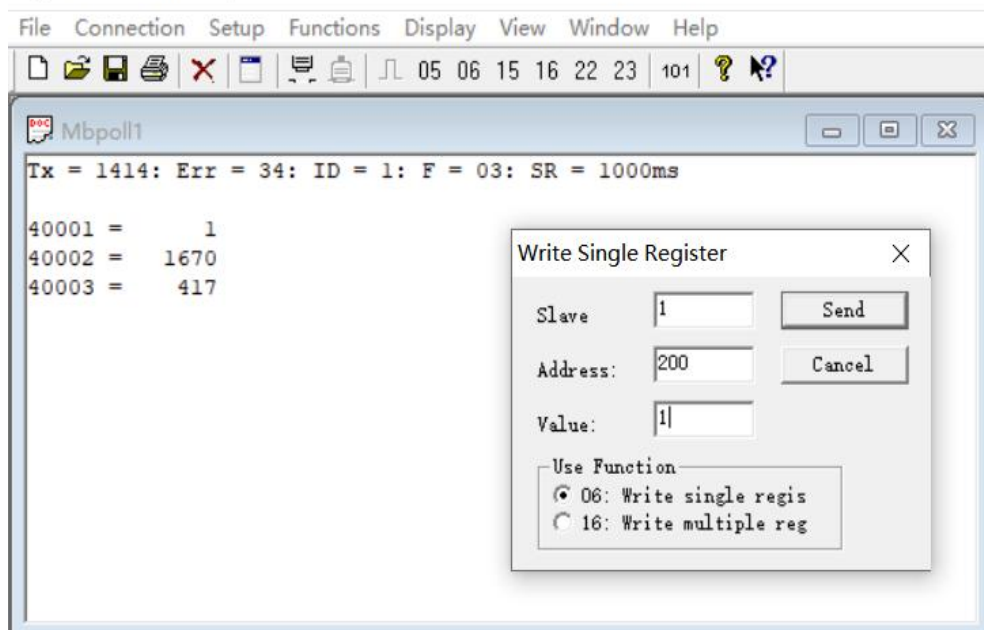 File Connection Setup Functions Display View Window Help
05 06 15 16 22 23 101
Mbpoll1
Tx = 1414: Err = 34: ID = 1: F = 03: SR = 1000ms
40001 = 1
40002 = 1670
40003 = 417
Write Single Register
Slave 1 Send
Address: 200 Cancel
Value: 1
Use Function
06: Write single regis
16: Write multiple reg